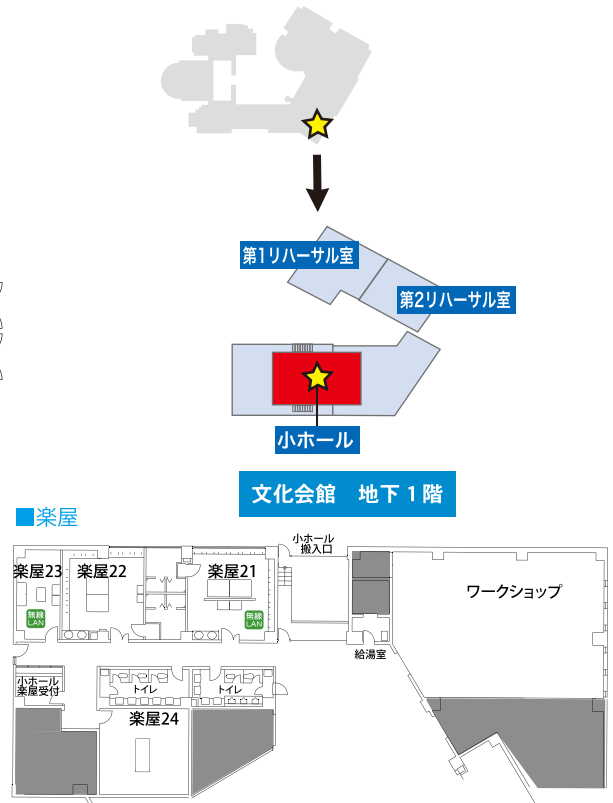 第1リハーサル室
第2リハーサル室
小ホール
文化会館　地下1階
■楽屋
小ホール
搬入口
楽屋23
楽屋22
楽屋21
ワークショップ
無線
LAN
無線
LAN
給湯室
小ホール
楽屋受付
トイレ
トイレ
楽屋24